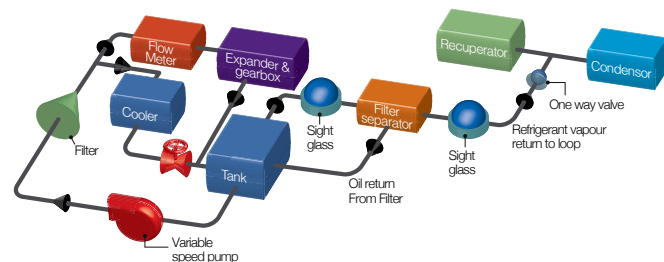 Flow
Meter
Expander &
gearbox
Recuperator
Condensor
Cooler
Filter
separator
One way valve
Filter
Sight
glass
Refrigerant vapour
return to loop
Sight
glass
Tank
Oil return
From Filter
Variable
speed pump